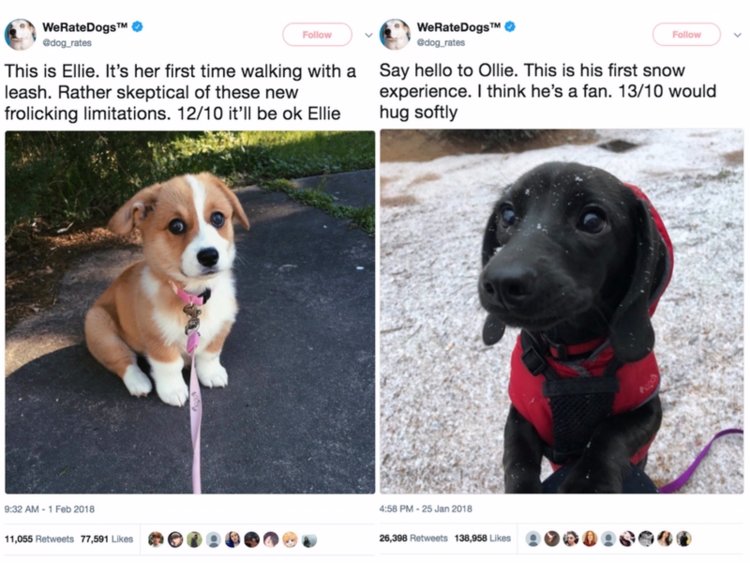 WeRateDogs™
@dog_rates
Follow
This is Ellie. It's her first time walking with a
leash. Rather skeptical of these new
frolicking limitations. 12/10 it'll be ok Ellie
9:32 AM - 1 Feb 2018
11,055 Retweets 77,591 Likes
WeRateDogs™
@dog_rates
Follow
Say hello to Ollie. This is his first snow
experience. I think he's a fan. 13/10 would
hug softly
4:58 PM - 25 Jan 2018
26,398 Retweets 138,958 Likes